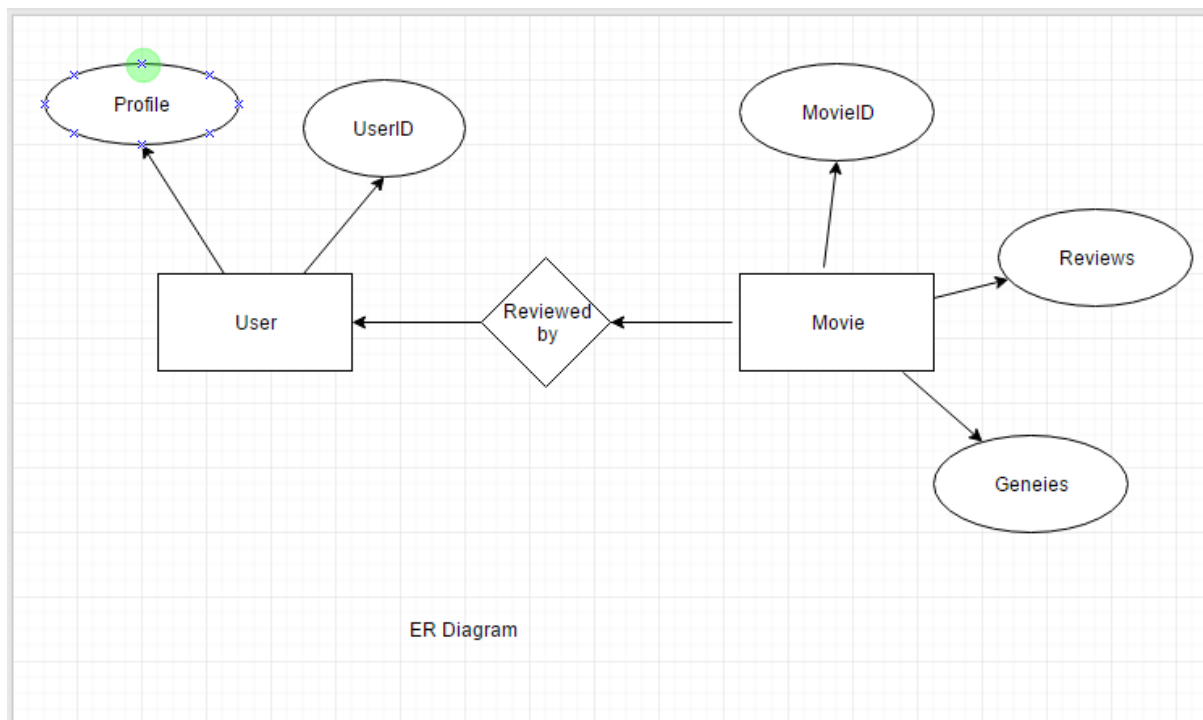 Profile
UserID
MovieID
Reviews
User
Reviewed
by
Movie
Geneies
ER Diagram